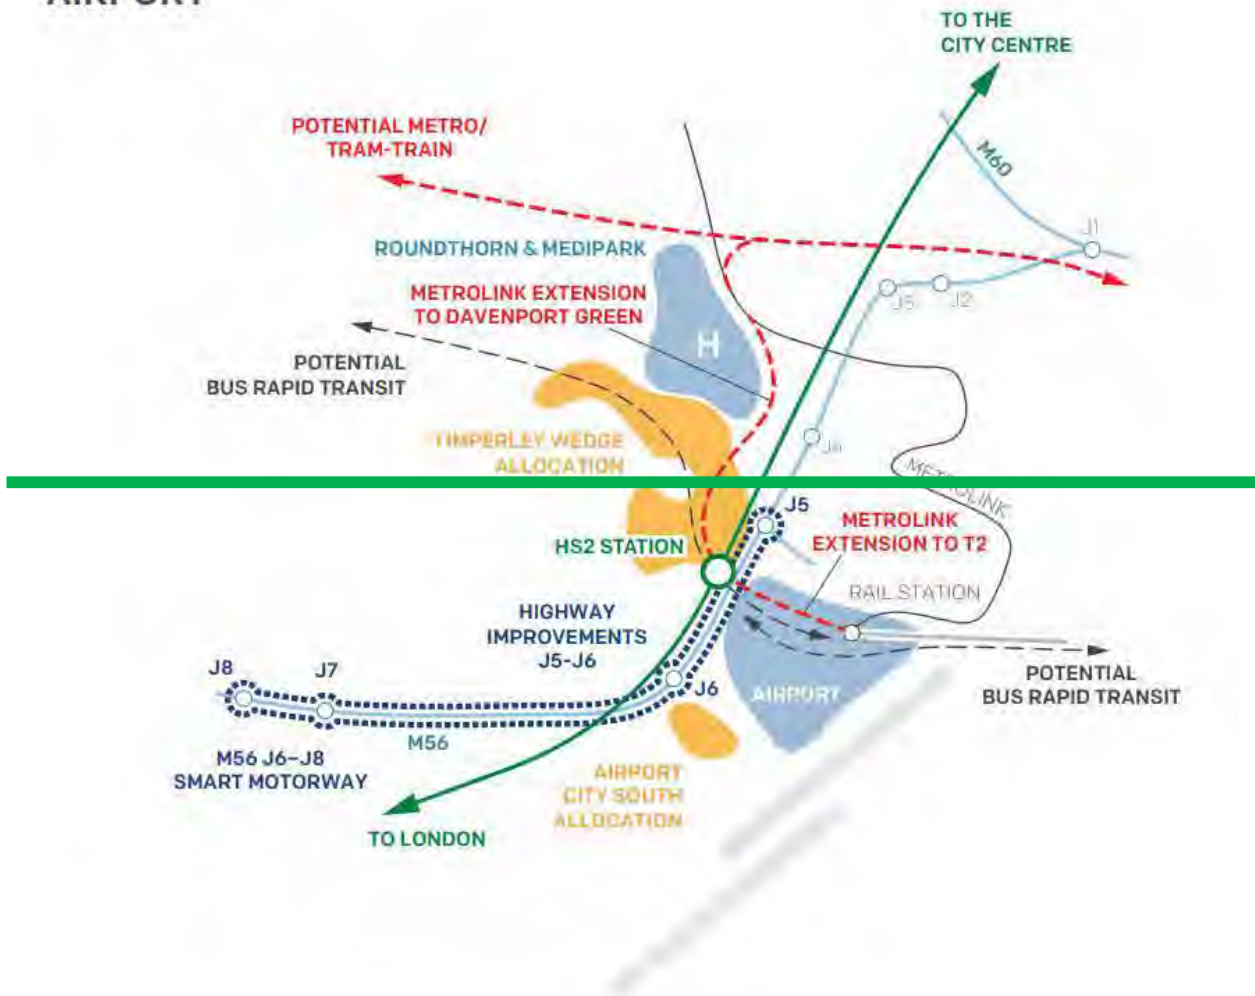 AIRPORT
TO THE
CITY CENTRE
POTENTIAL METRO/
TRAM-TRAIN
M60
J1
ROUNDTHORN & MEDIPARK
METROLINK EXTENSION
TO DAVENPORT GREEN
J3
J2
H
POTENTIAL
BUS RAPID TRANSIT
TIMPERLEY WEDGE
ALLOCATION
J4
METROLINK
J5
METROLINK
EXTENSION TO T2
HS2 STATION
RAIL STATION
HIGHWAY
IMPROVEMENTS
J5-J6
J8
J7
J6
AIRPORT
POTENTIAL
BUS RAPID TRANSIT
M56
M56 J6-J8
SMART MOTORWAY
AIRPORT
CITY SOUTH
ALLOCATION
TO LONDON